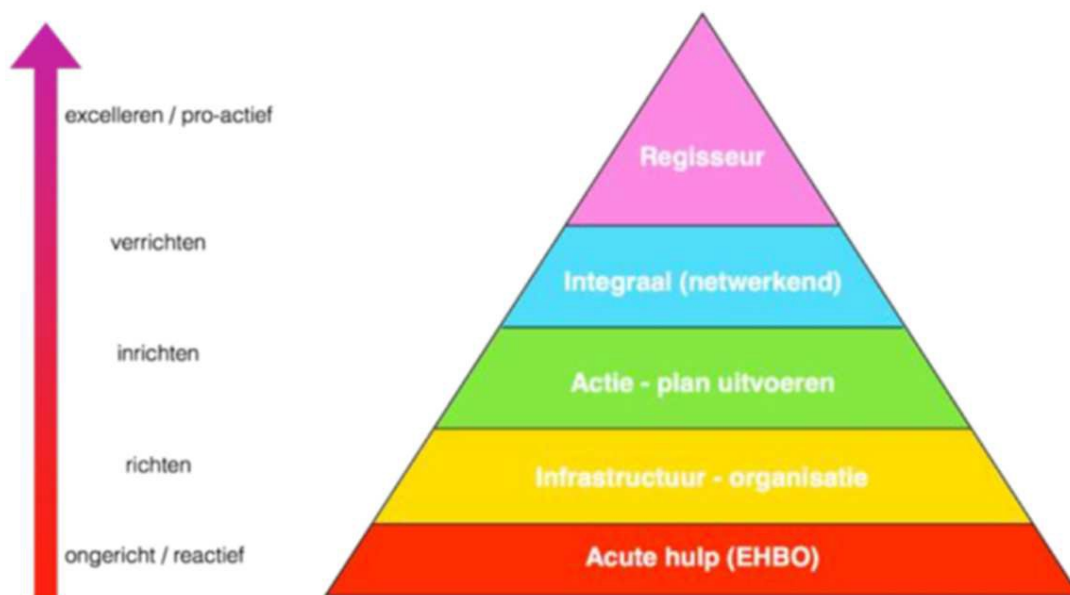 excelleren / pro-actief
Regisseur
verrichten
Integraal (netwerkend)
inrichten
Actie - plan uitvoeren
richten
Infrastructuur - organisatie
ongericht / reactief
Acute hulp (EHBO)